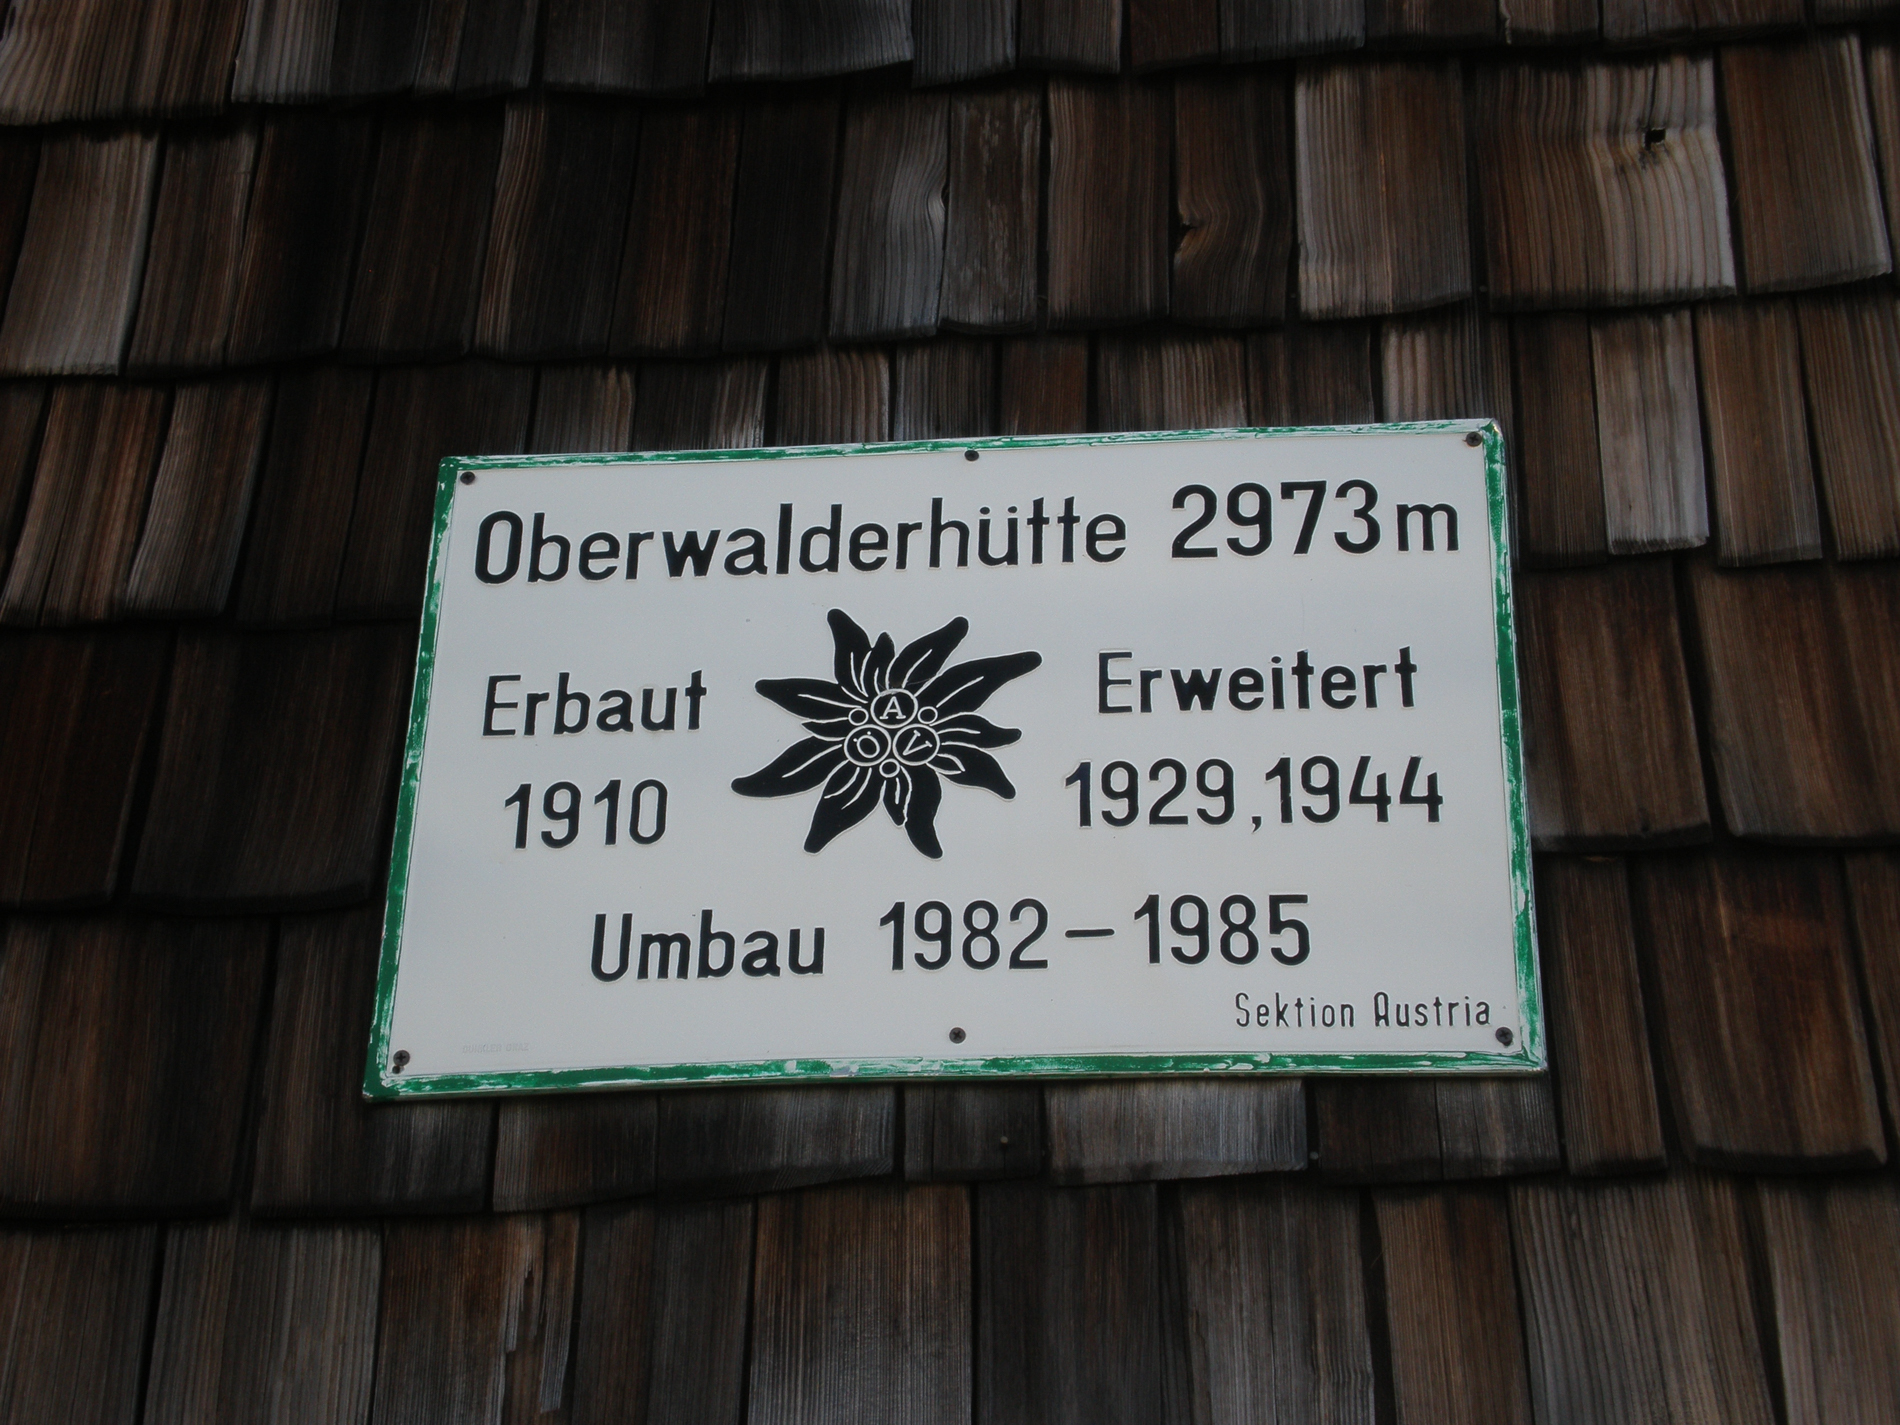 Oberwalderhütte 2973m
Erbaut
1910
A
Ö V
Erweitert
1929,1944
Umbau 1982–1985
Sektion Austria